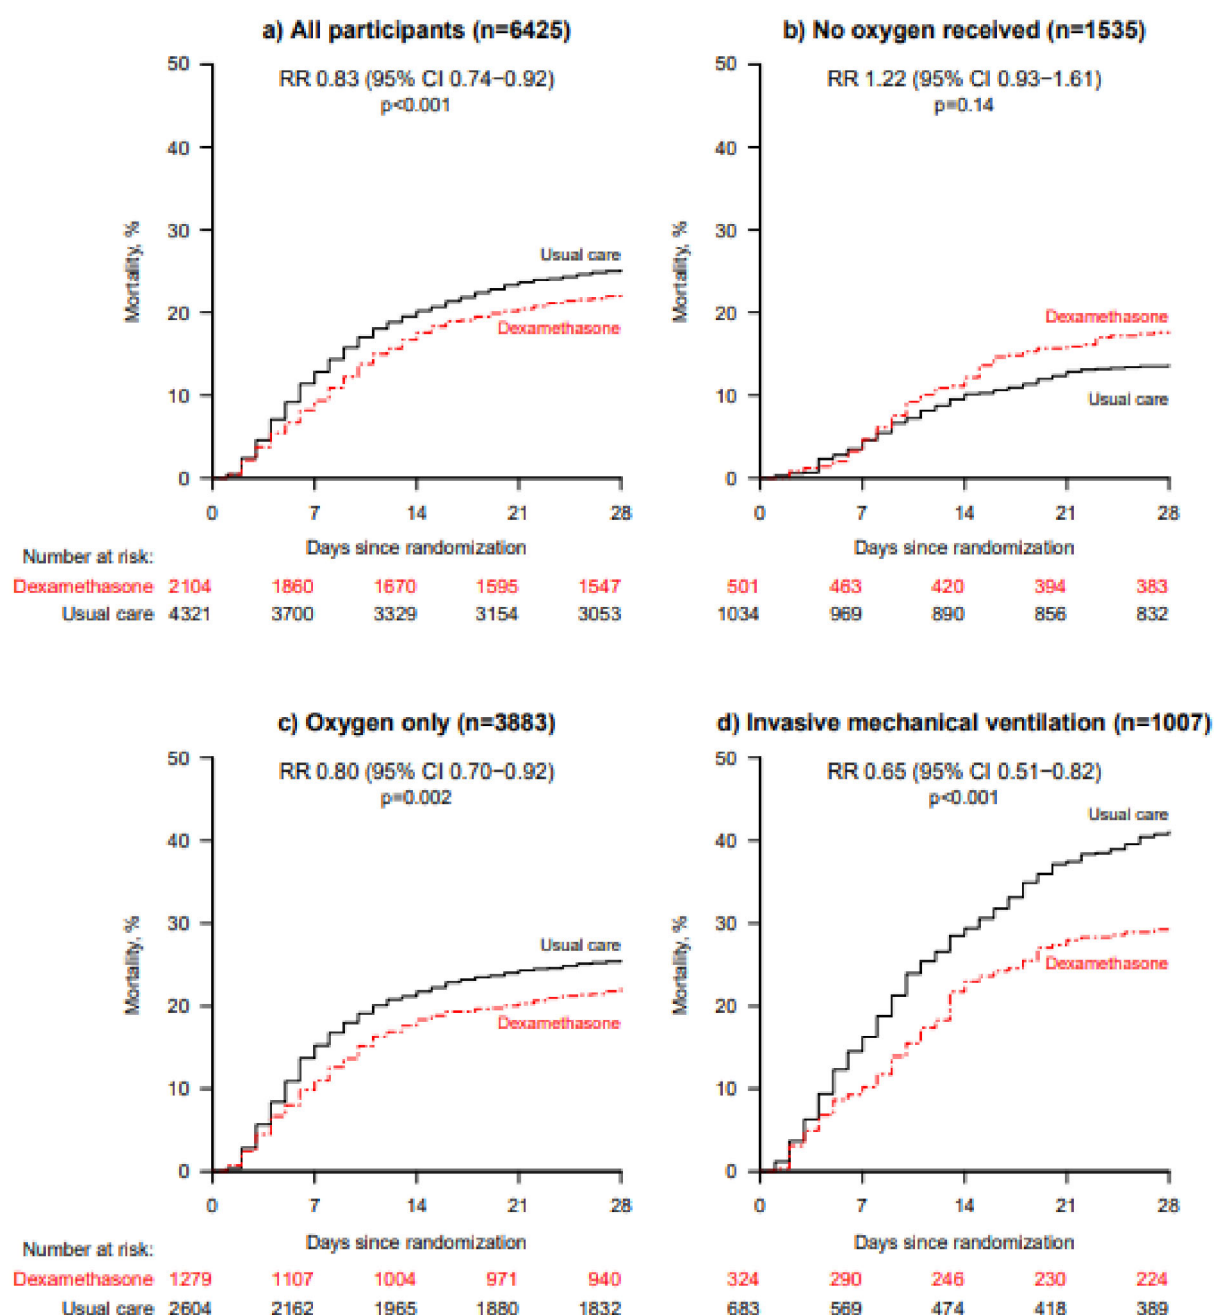 a) All participants (n=6425)
RR 0.83 (95% CI 0.74−0.92)
p<0.001
50
40
30
20
10
0
Mortality, %
Usual care
Dexamethasone
0 7 14 21 28
Days since randomization
Number at risk:
Dexamethasone 2104 1860 1670 1595 1547
Usual care 4321 3700 3329 3154 3053
b) No oxygen received (n=1535)
RR 1.22 (95% CI 0.93−1.61)
p=0.14
50
40
30
20
10
0
Mortality, %
Dexamethasone
Usual care
0 7 14 21 28
Days since randomization
501 463 420 394 383
1034 969 890 856 832
c) Oxygen only (n=3883)
RR 0.80 (95% CI 0.70−0.92)
p=0.002
50
40
30
20
10
0
Mortality, %
Usual care
Dexamethasone
0 7 14 21 28
Days since randomization
Number at risk:
Dexamethasone 1279 1107 1004 971 940
Usual care 2604 2162 1965 1880 1832
d) Invasive mechanical ventilation (n=1007)
RR 0.65 (95% CI 0.51−0.82)
p<0.001
50
40
30
20
10
0
Mortality, %
Usual care
Dexamethasone
0 7 14 21 28
Days since randomization
324 290 246 230 224
683 569 474 418 389